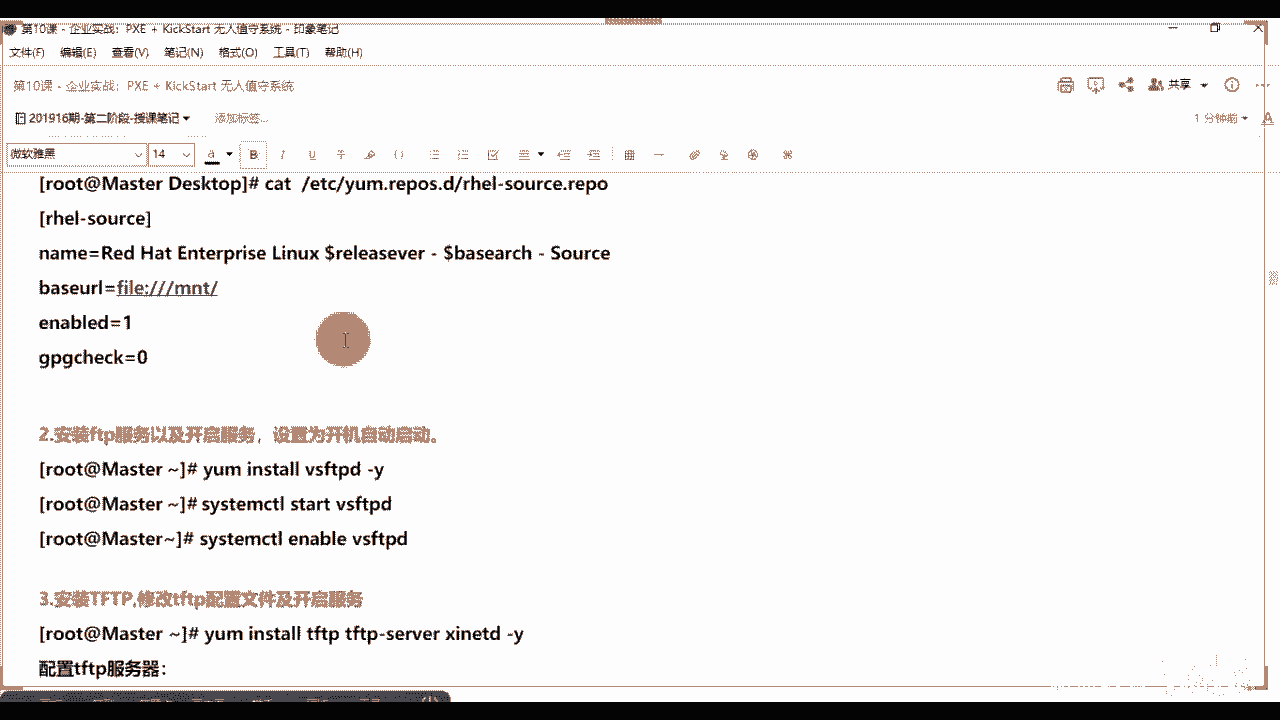 第10课 - 企业实战：PXE + KickStart 无人值守系统 - 印象笔记
文件(F) 编辑(E) 查看(V) 笔记(N) 格式(O) 工具(T) 帮助(H)
第10课 - 企业实战：PXE + KickStart 无人值守系统
共享
201916期-第二阶段-授课笔记 添加标签...
1 分钟前
微软雅黑 14
[root@Master Desktop]# cat /etc/yum.repos.d/rhel-source.repo
[rhel-source]
name=Red Hat Enterprise Linux $releasever - $basearch - Source
baseurl=file:///mnt/
enabled=1
gpgcheck=0
2.安装ftp服务以及开启服务，设置为开机自动启动。
[root@Master ~]# yum install vsftpd -y
[root@Master ~]# systemctl start vsftpd
[root@Master~]# systemctl enable vsftpd
3.安装TFTP,修改tftp配置文件及开启服务
[root@Master ~]# yum install tftp tftp-server xinetd -y
配置tftp服务器：